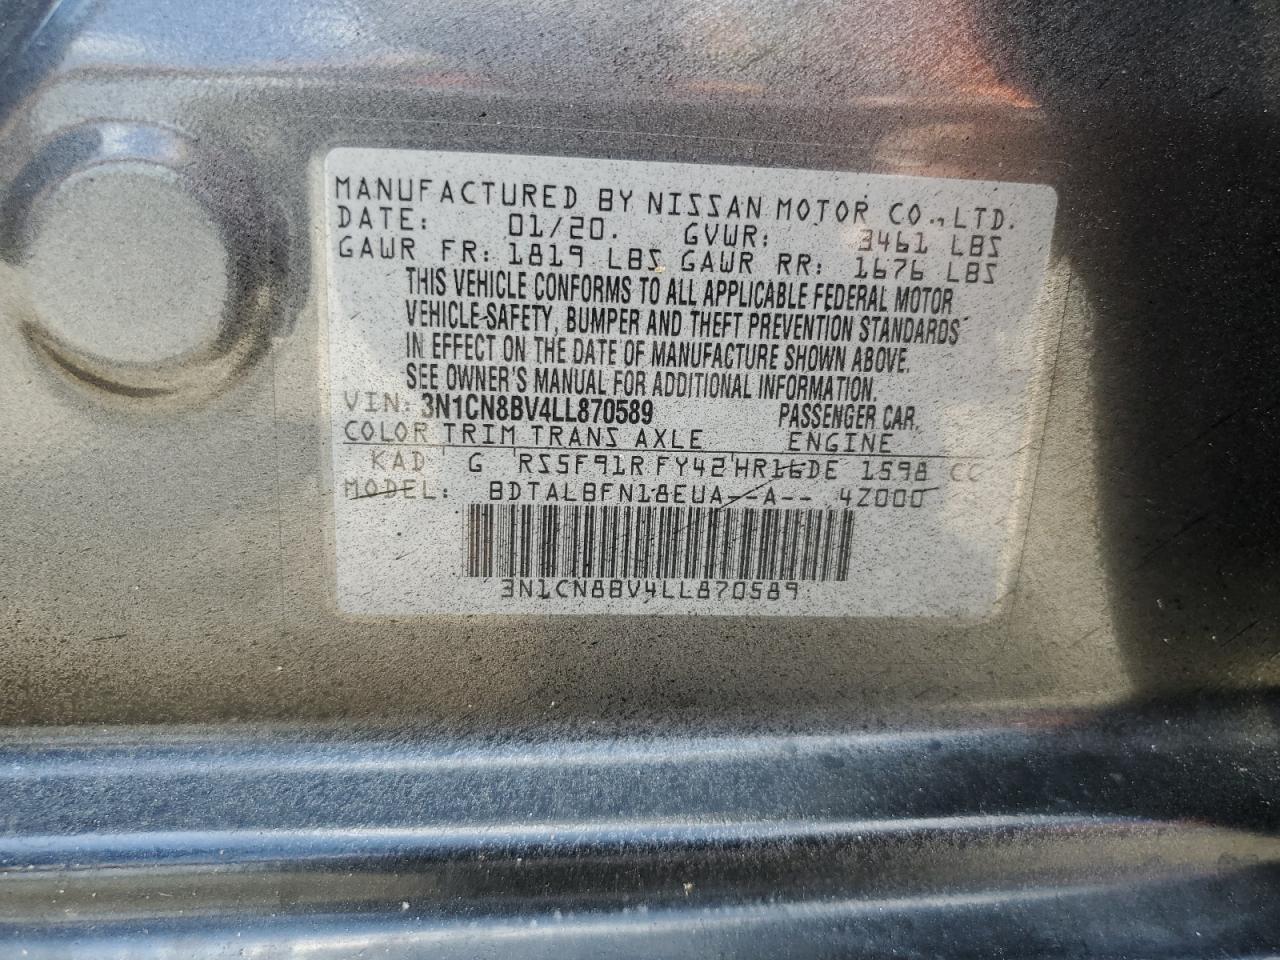 MANUFACTURED BY NISSAN MOTOR CO., LTD.
DATE: 01/20. GVWR: 3461 LBS
GAWR FR: 1819 LBS GAWR RR: 1676 LBS
THIS VEHICLE CONFORMS TO ALL APPLICABLE FEDERAL MOTOR
VEHICLE SAFETY, BUMPER AND THEFT PREVENTION STANDARDS
IN EFFECT ON THE DATE OF MANUFACTURE SHOWN ABOVE.
SEE OWNER'S MANUAL FOR ADDITIONAL INFORMATION.
VIN: 3N1CN8BV4LL870589 PASSENGER CAR
COLOR TRIM TRANS AXLE ENGINE
KAD G RS5F91R FY42 HR16DE 1598 CC
MODEL: BDTALBFN18EUA--A-- 4Z000
3N1CN8BV4LL870589